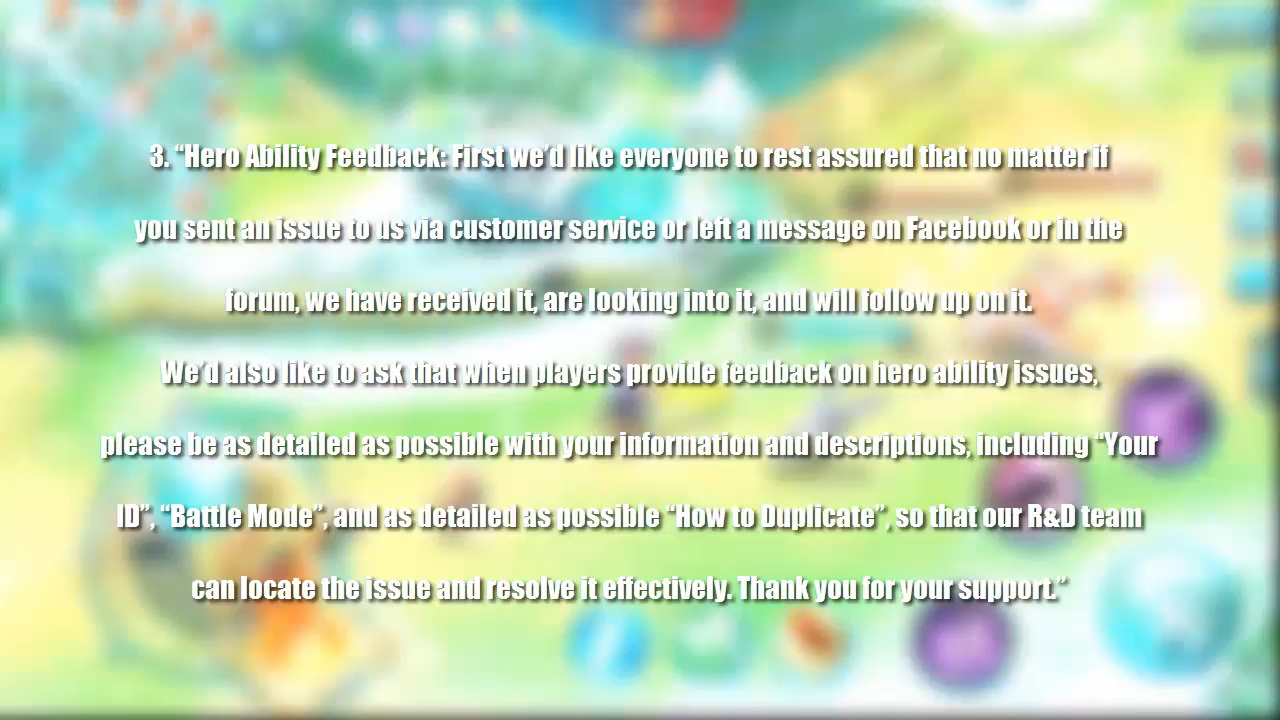 3. “Hero Ability Feedback: First we’d like everyone to rest assured that no matter if
you sent an issue to us via customer service or left a message on Facebook or in the
forum, we have received it, are looking into it, and will follow up on it.
We’d also like to ask that when players provide feedback on hero ability issues,
please be as detailed as possible with your information and descriptions, including “Your
ID”, “Battle Mode”, and as detailed as possible “How to Duplicate”, so that our R&D team
can locate the issue and resolve it effectively. Thank you for your support.”